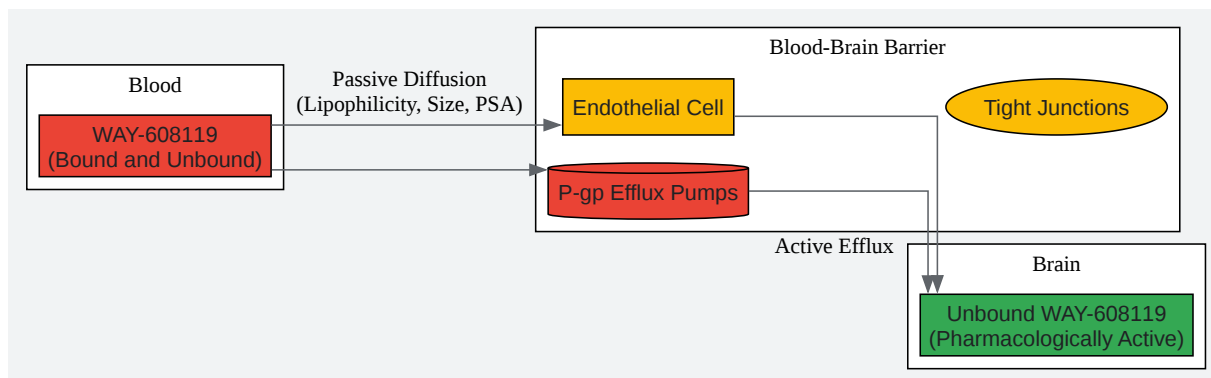 Blood-Brain Barrier
Blood
Passive Diffusion
(Lipophilicity, Size, PSA)
Endothelial Cell
Tight Junctions
WAY-608119
(Bound and Unbound)
P-gp Efflux Pumps
Active Efflux
Brain
Unbound WAY-608119
(Pharmacologically Active)